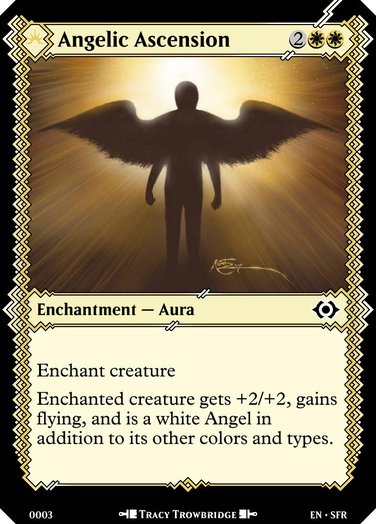 Angelic Ascension 2
Enchantment — Aura
Enchant creature
Enchanted creature gets +2/+2, gains
flying, and is a white Angel in
addition to its other colors and types.
0003 Tracy Trowbridge EN · SFR